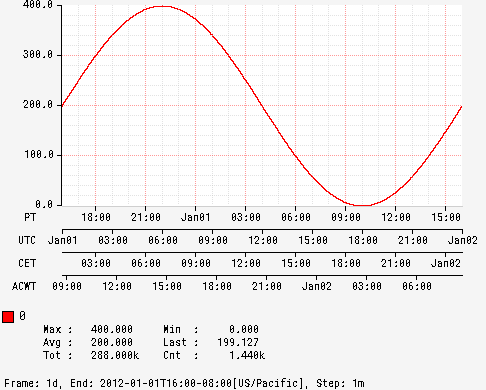 400.0
300.0
200.0
100.0
0.0
PT 18:00 21:00 Jan01 03:00 06:00 09:00 12:00 15:00
UTC Jan01 03:00 06:00 09:00 12:00 15:00 18:00 21:00 Jan02
CET 03:00 06:00 09:00 12:00 15:00 18:00 21:00 Jan02
ACWT 09:00 12:00 15:00 18:00 21:00 Jan02 03:00 06:00
0
Max : 400.000 Min : 0.000
Avg : 200.000 Last : 199.127
Tot : 288.000k Cnt : 1.440k
Frame: 1d, End: 2012-01-01T16:00-08:00[US/Pacific], Step: 1m